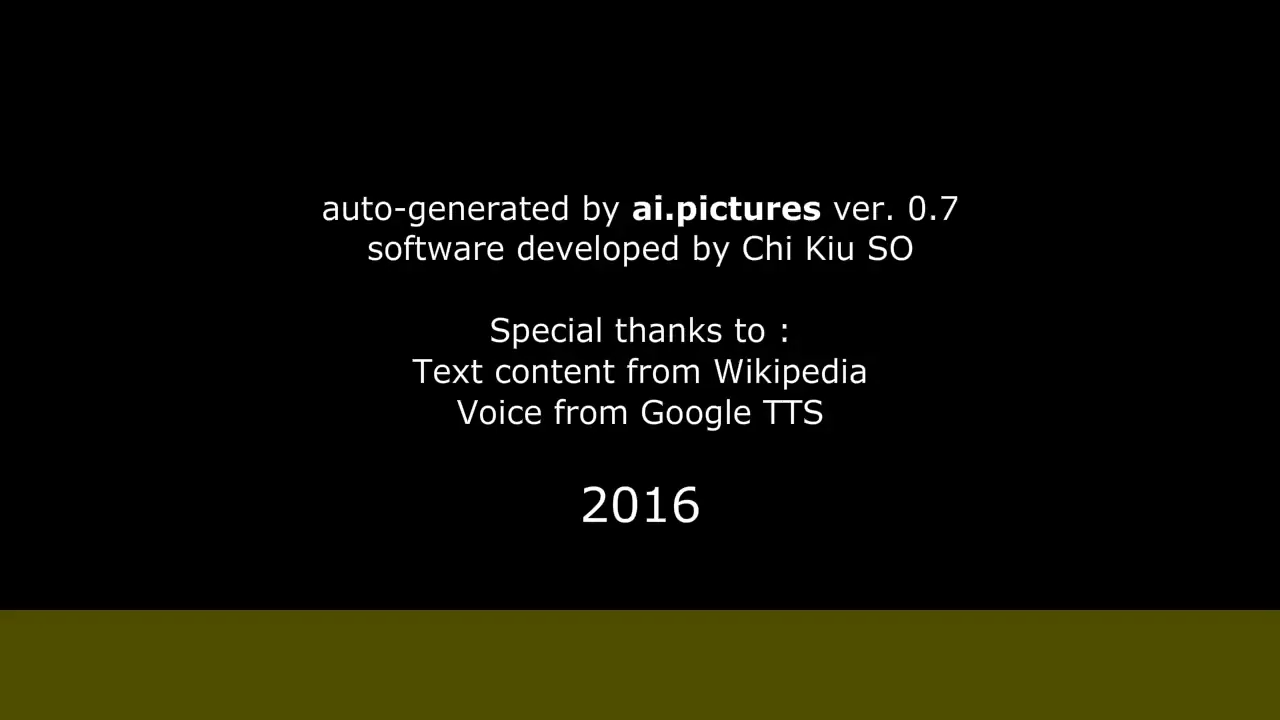 auto-generated by ai.pictures ver. 0.7
software developed by Chi Kiu SO
Special thanks to :
Text content from Wikipedia
Voice from Google TTS
2016